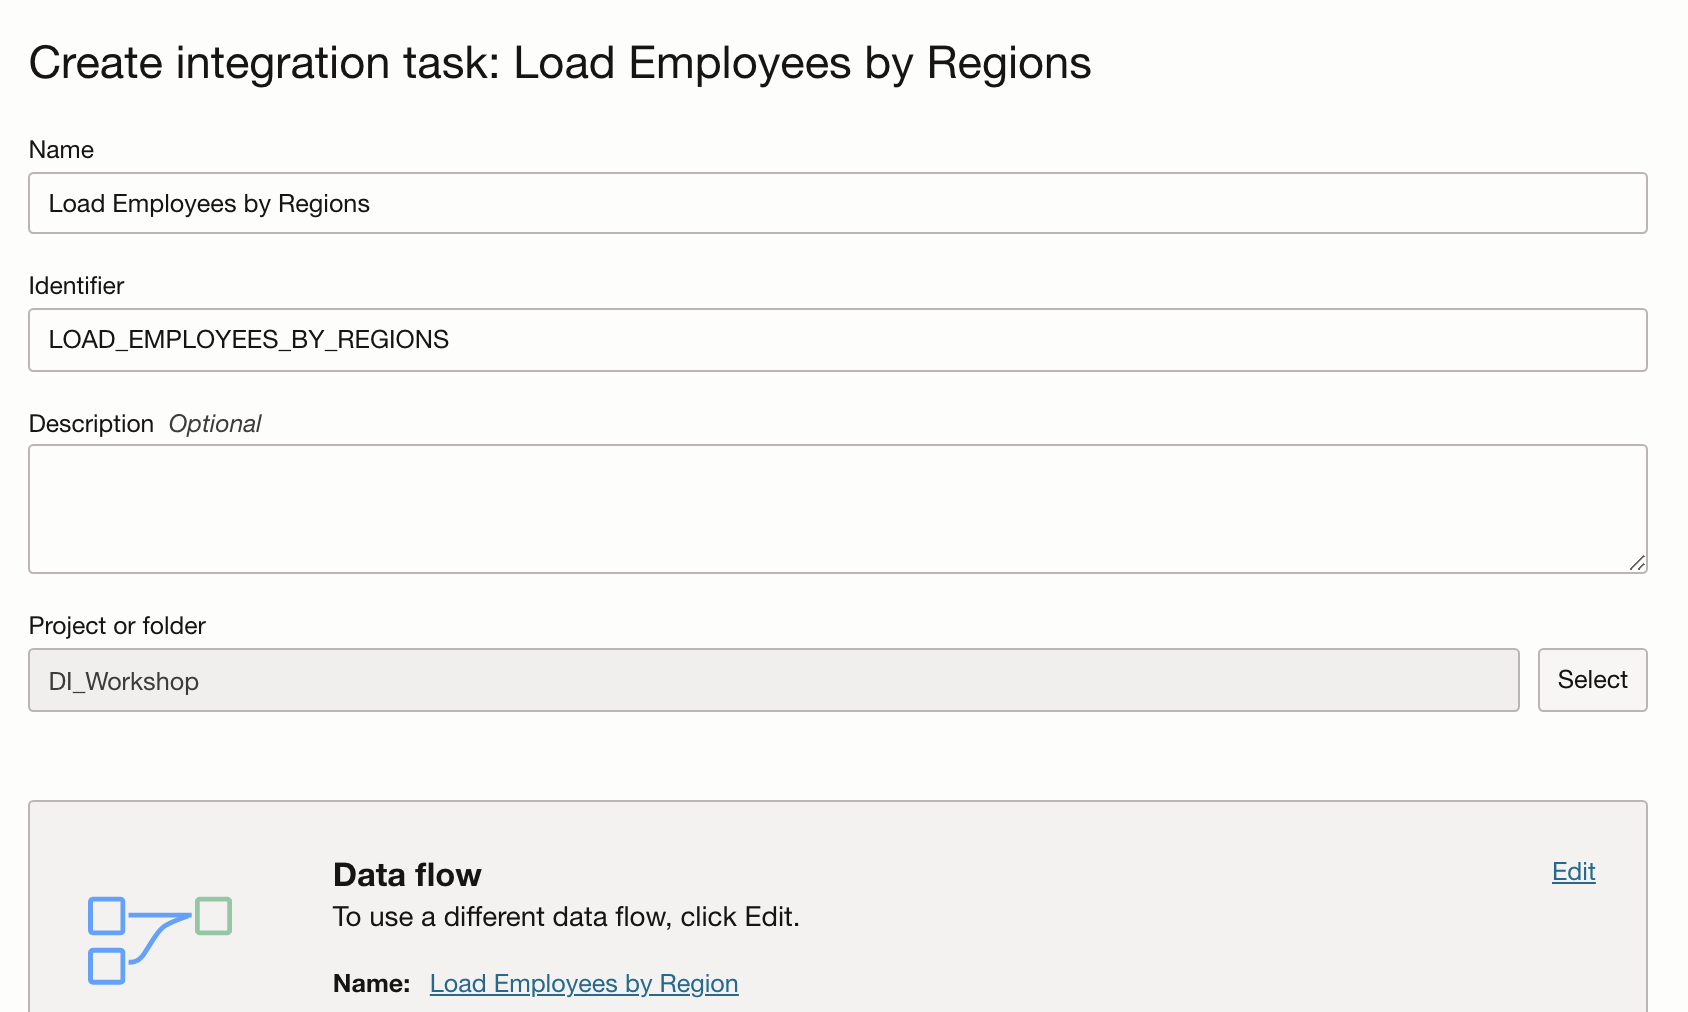 Create integration task: Load Employees by Regions
Name
Load Employees by Regions
Identifier
LOAD_EMPLOYEES_BY_REGIONS
Description Optional
Project or folder
DI_Workshop
Select
Data flow
Edit
To use a different data flow, click Edit.
Name: Load Employees by Region